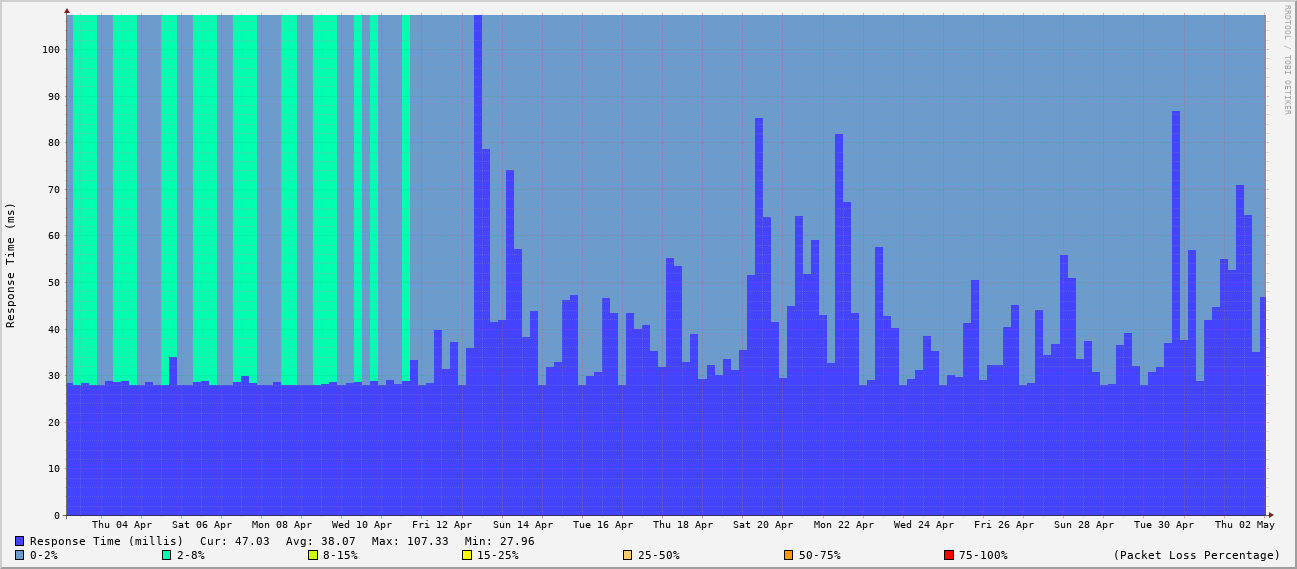 RRDTOOL / TOBI OETIKER
Response Time (ms)
100
90
80
70
60
50
40
30
20
10
0
Thu 04 Apr Sat 06 Apr Mon 08 Apr Wed 10 Apr Fri 12 Apr Sun 14 Apr Tue 16 Apr Thu 18 Apr Sat 20 Apr Mon 22 Apr Wed 24 Apr Fri 26 Apr Sun 28 Apr Tue 30 Apr Thu 02 May
Response Time (millis) Cur: 47.03 Avg: 38.07 Max: 107.33 Min: 27.96
0-2% 2-8% 8-15% 15-25% 25-50% 50-75% 75-100% (Packet Loss Percentage)